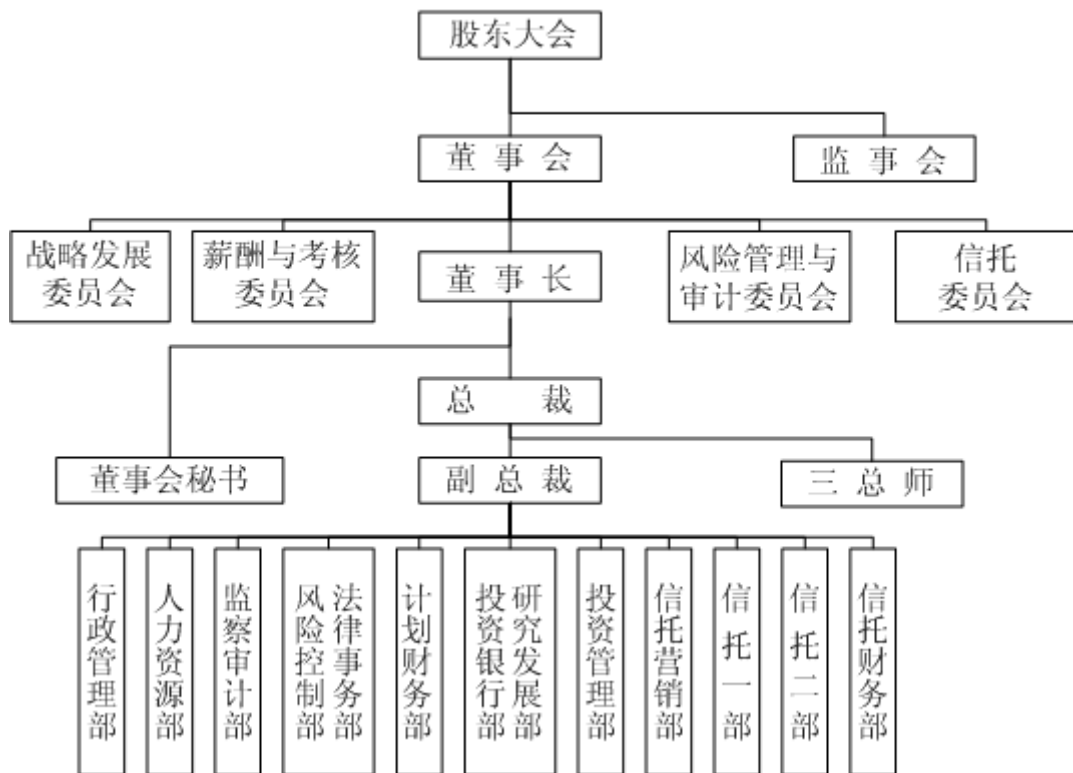 股东大会
董 事 会
监 事 会
战略发展
委员会
薪酬与考核
委员会
董 事 长
风险管理与
审计委员会
信托
委员会
总 裁
董事会秘书
副 总 裁
三 总 师
行政管理部
人力资源部
监察审计部
风险控制部
法律事务部
计划财务部
投资银行部
研究发展部
投资管理部
信托营销部
信托一部
信托二部
信托财务部